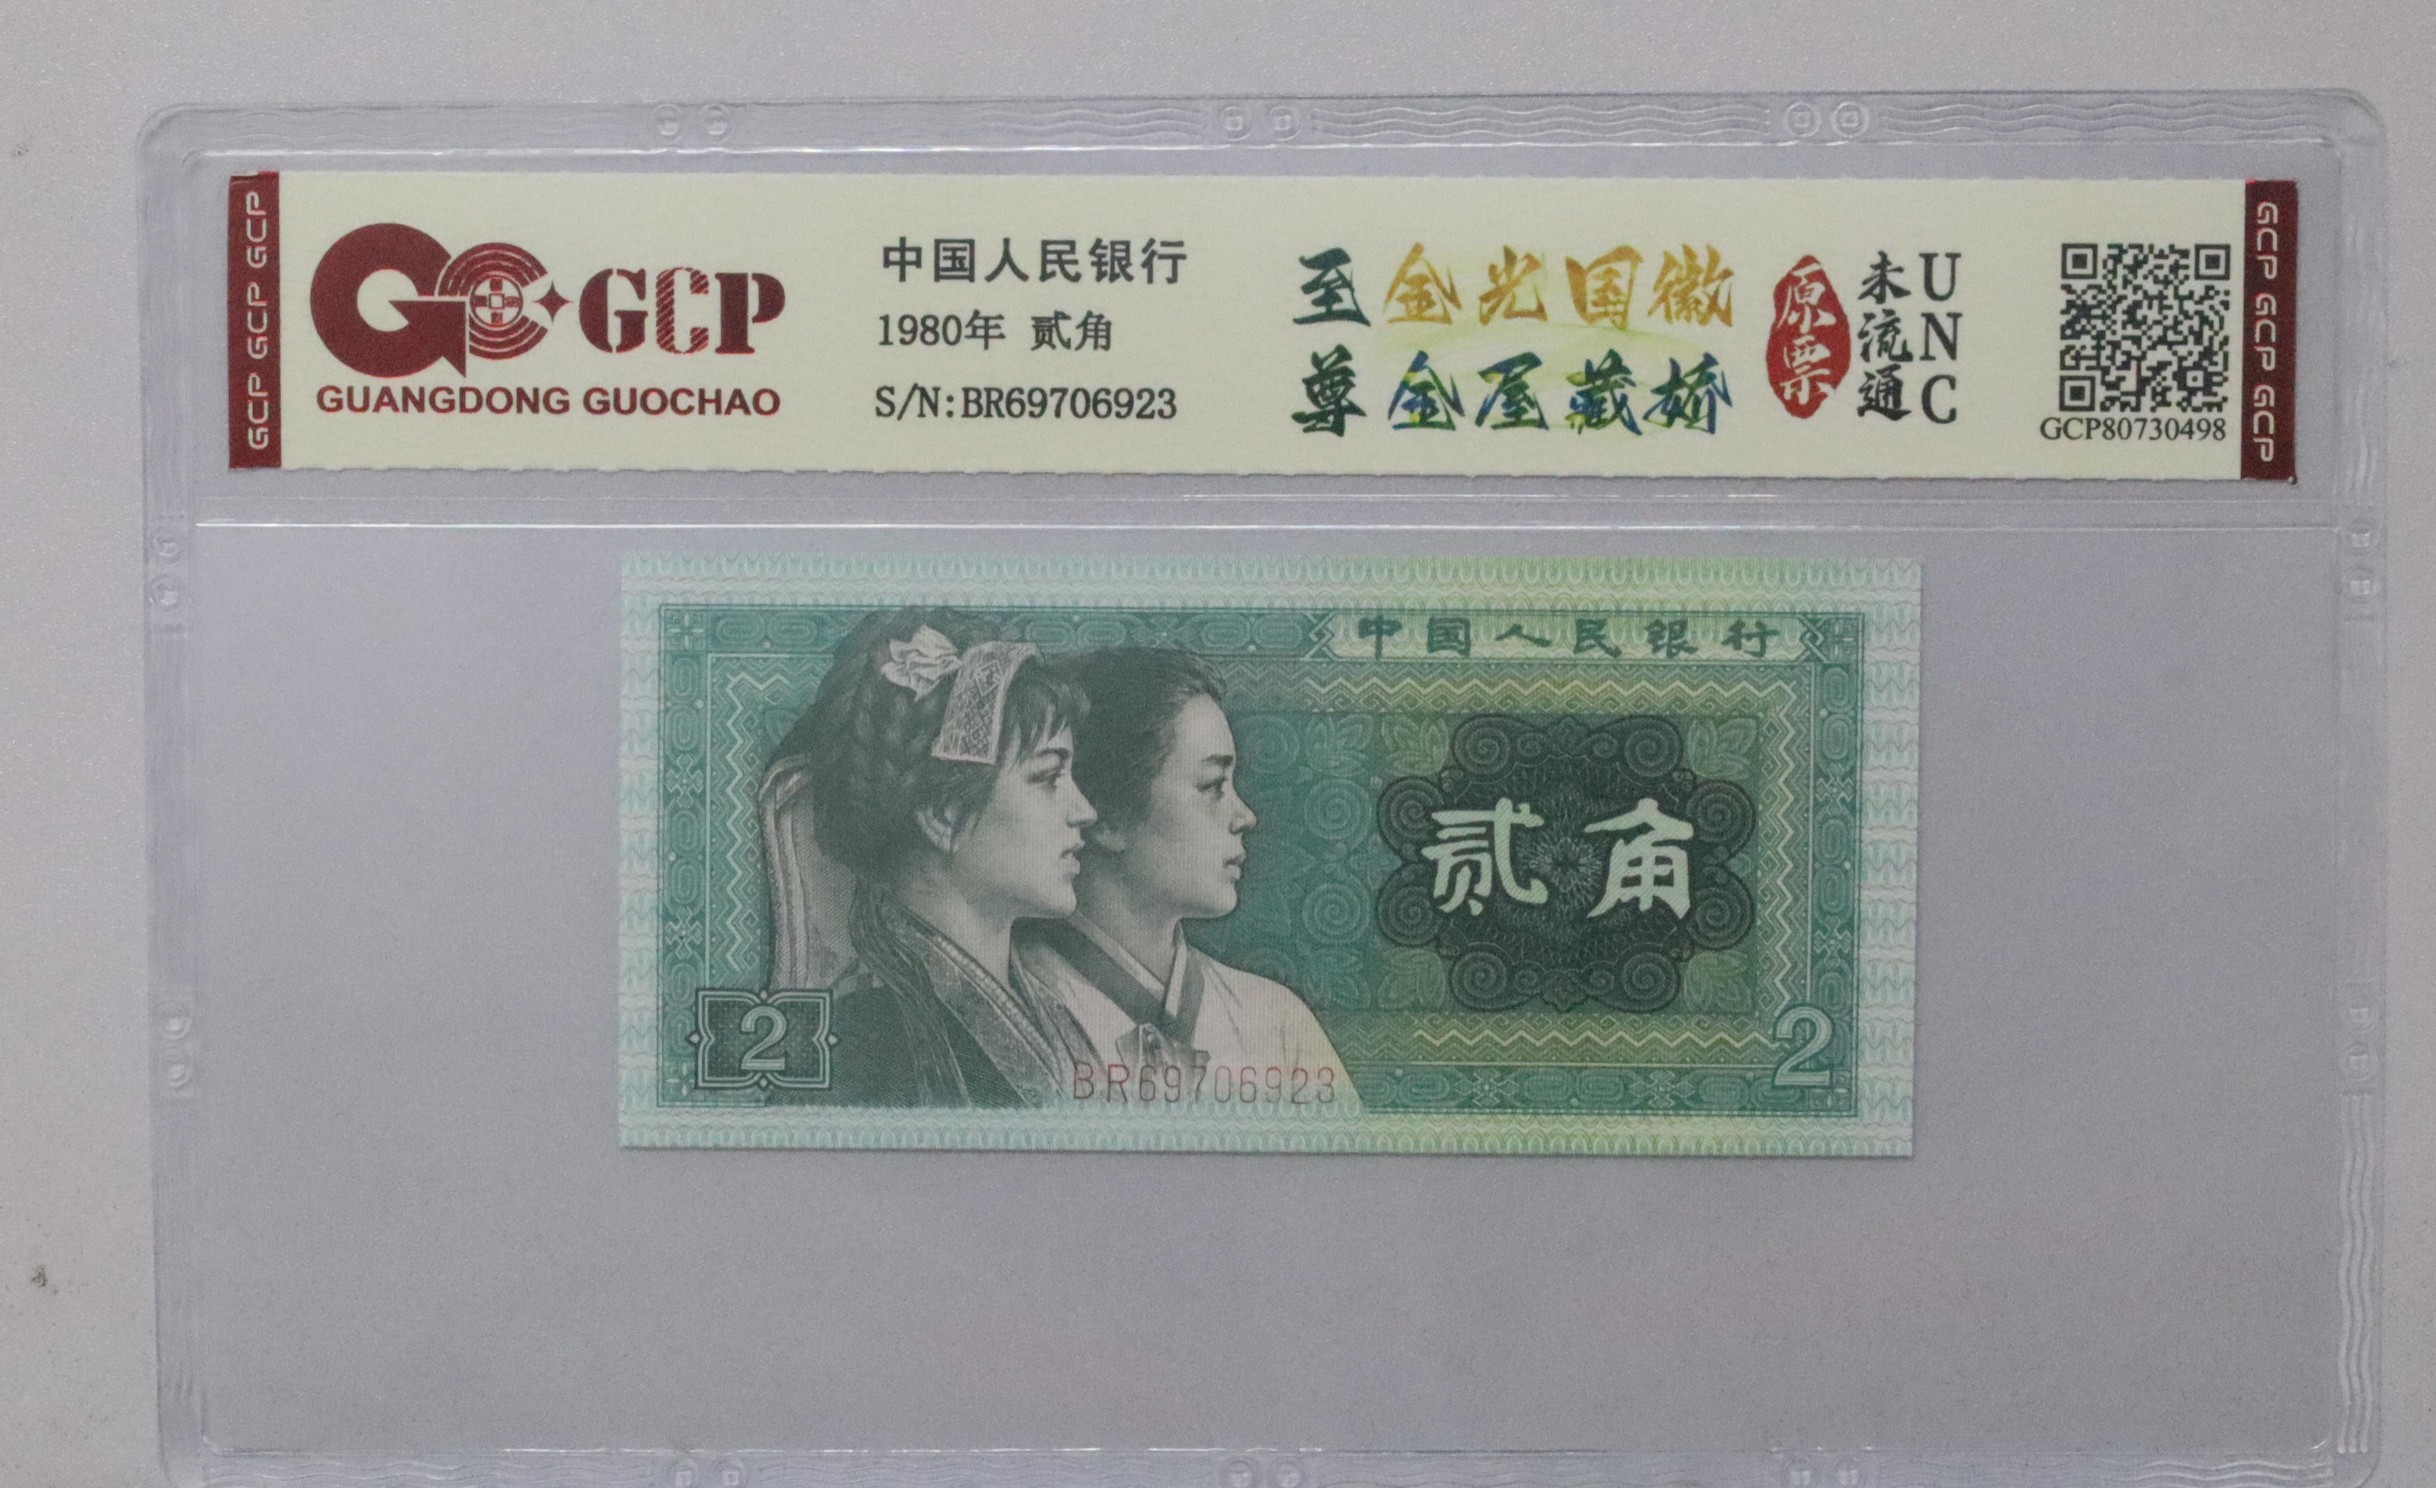 GCP GCP GCP
GCP
GUANGDONG GUOCHAO
中国人民银行
1980年 贰角
S/N:BR69706923
至尊
金光国徽
金屋藏娇
原票
未流通
UNC
GCP80730498
GCP GCP GCP
中国人民银行
贰角
2
BR69706923
2